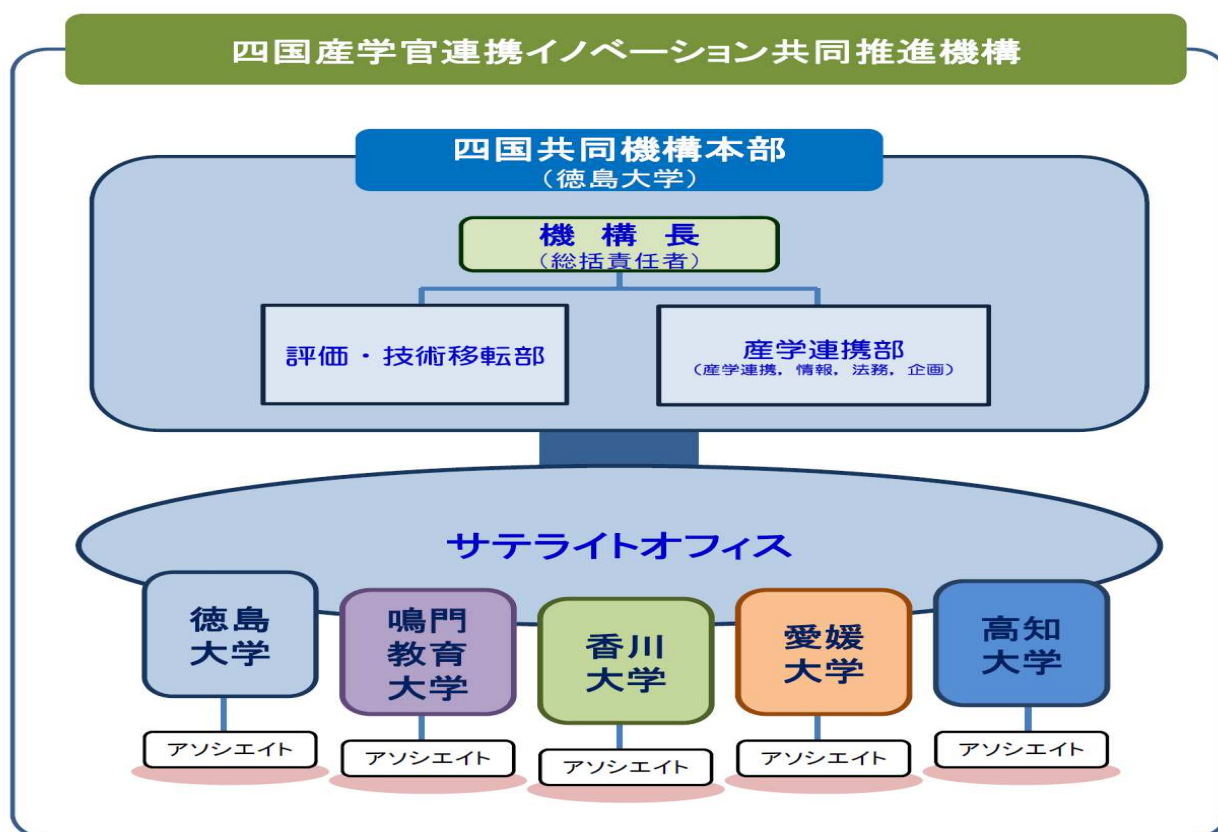 四国産学官連携イノベーション共同推進機構
四国共同機構本部
（徳島大学）
機 構 長
（総括責任者）
評価・技術移転部
産学連携部
（産学連携，情報，法務，企画）
サテライトオフィス
徳島
大学
鳴門
教育
大学
香川
大学
愛媛
大学
高知
大学
アソシエイト
アソシエイト
アソシエイト
アソシエイト
アソシエイト